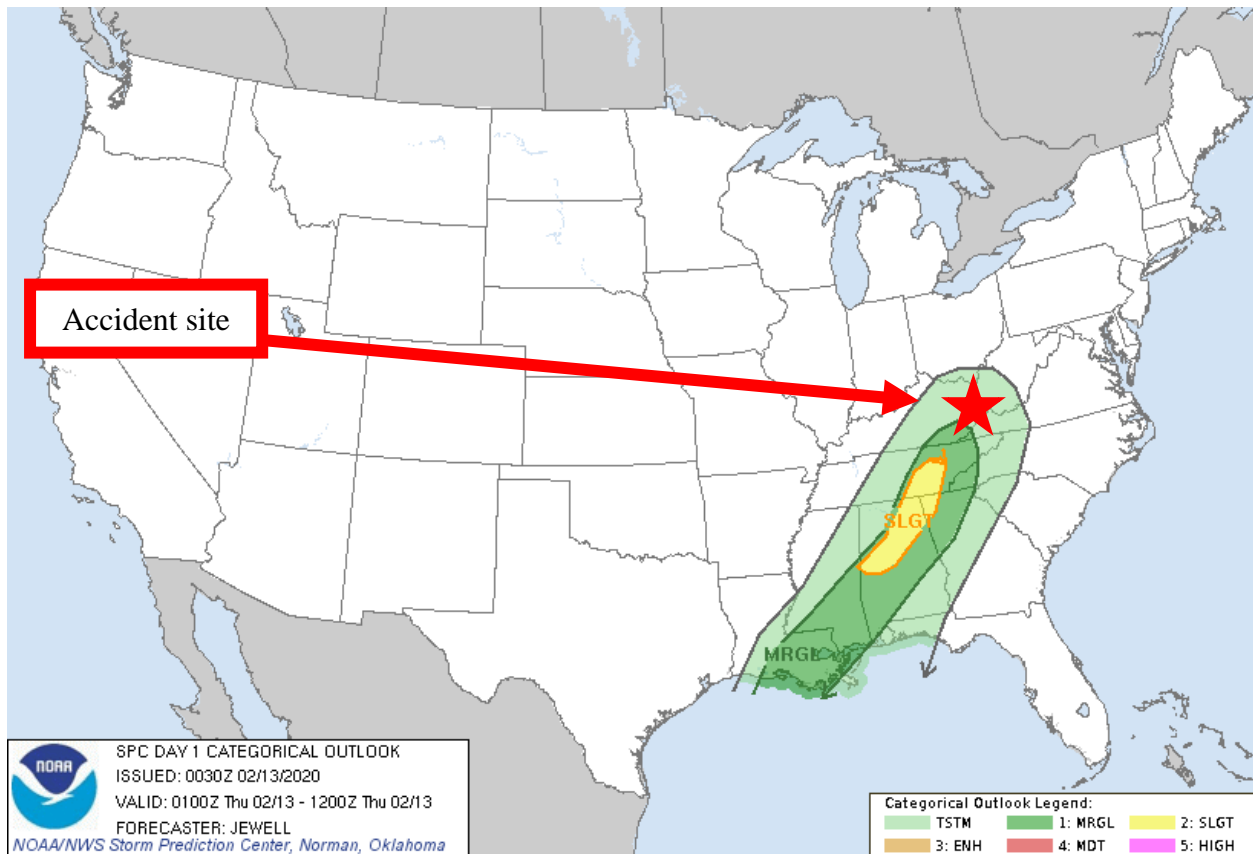 Accident site
SLGT
MRGL
NOAA
SPC DAY 1 CATEGORICAL OUTLOOK
ISSUED: 0030Z 02/13/2020
VALID: 0100Z Thu 02/13 - 1200Z Thu 02/13
FORECASTER: JEWELL
NOAA/NWS Storm Prediction Center, Norman, Oklahoma
Categorical Outlook Legend:
TSTM 1: MRGL 2: SLGT
3: ENH 4: MDT 5: HIGH